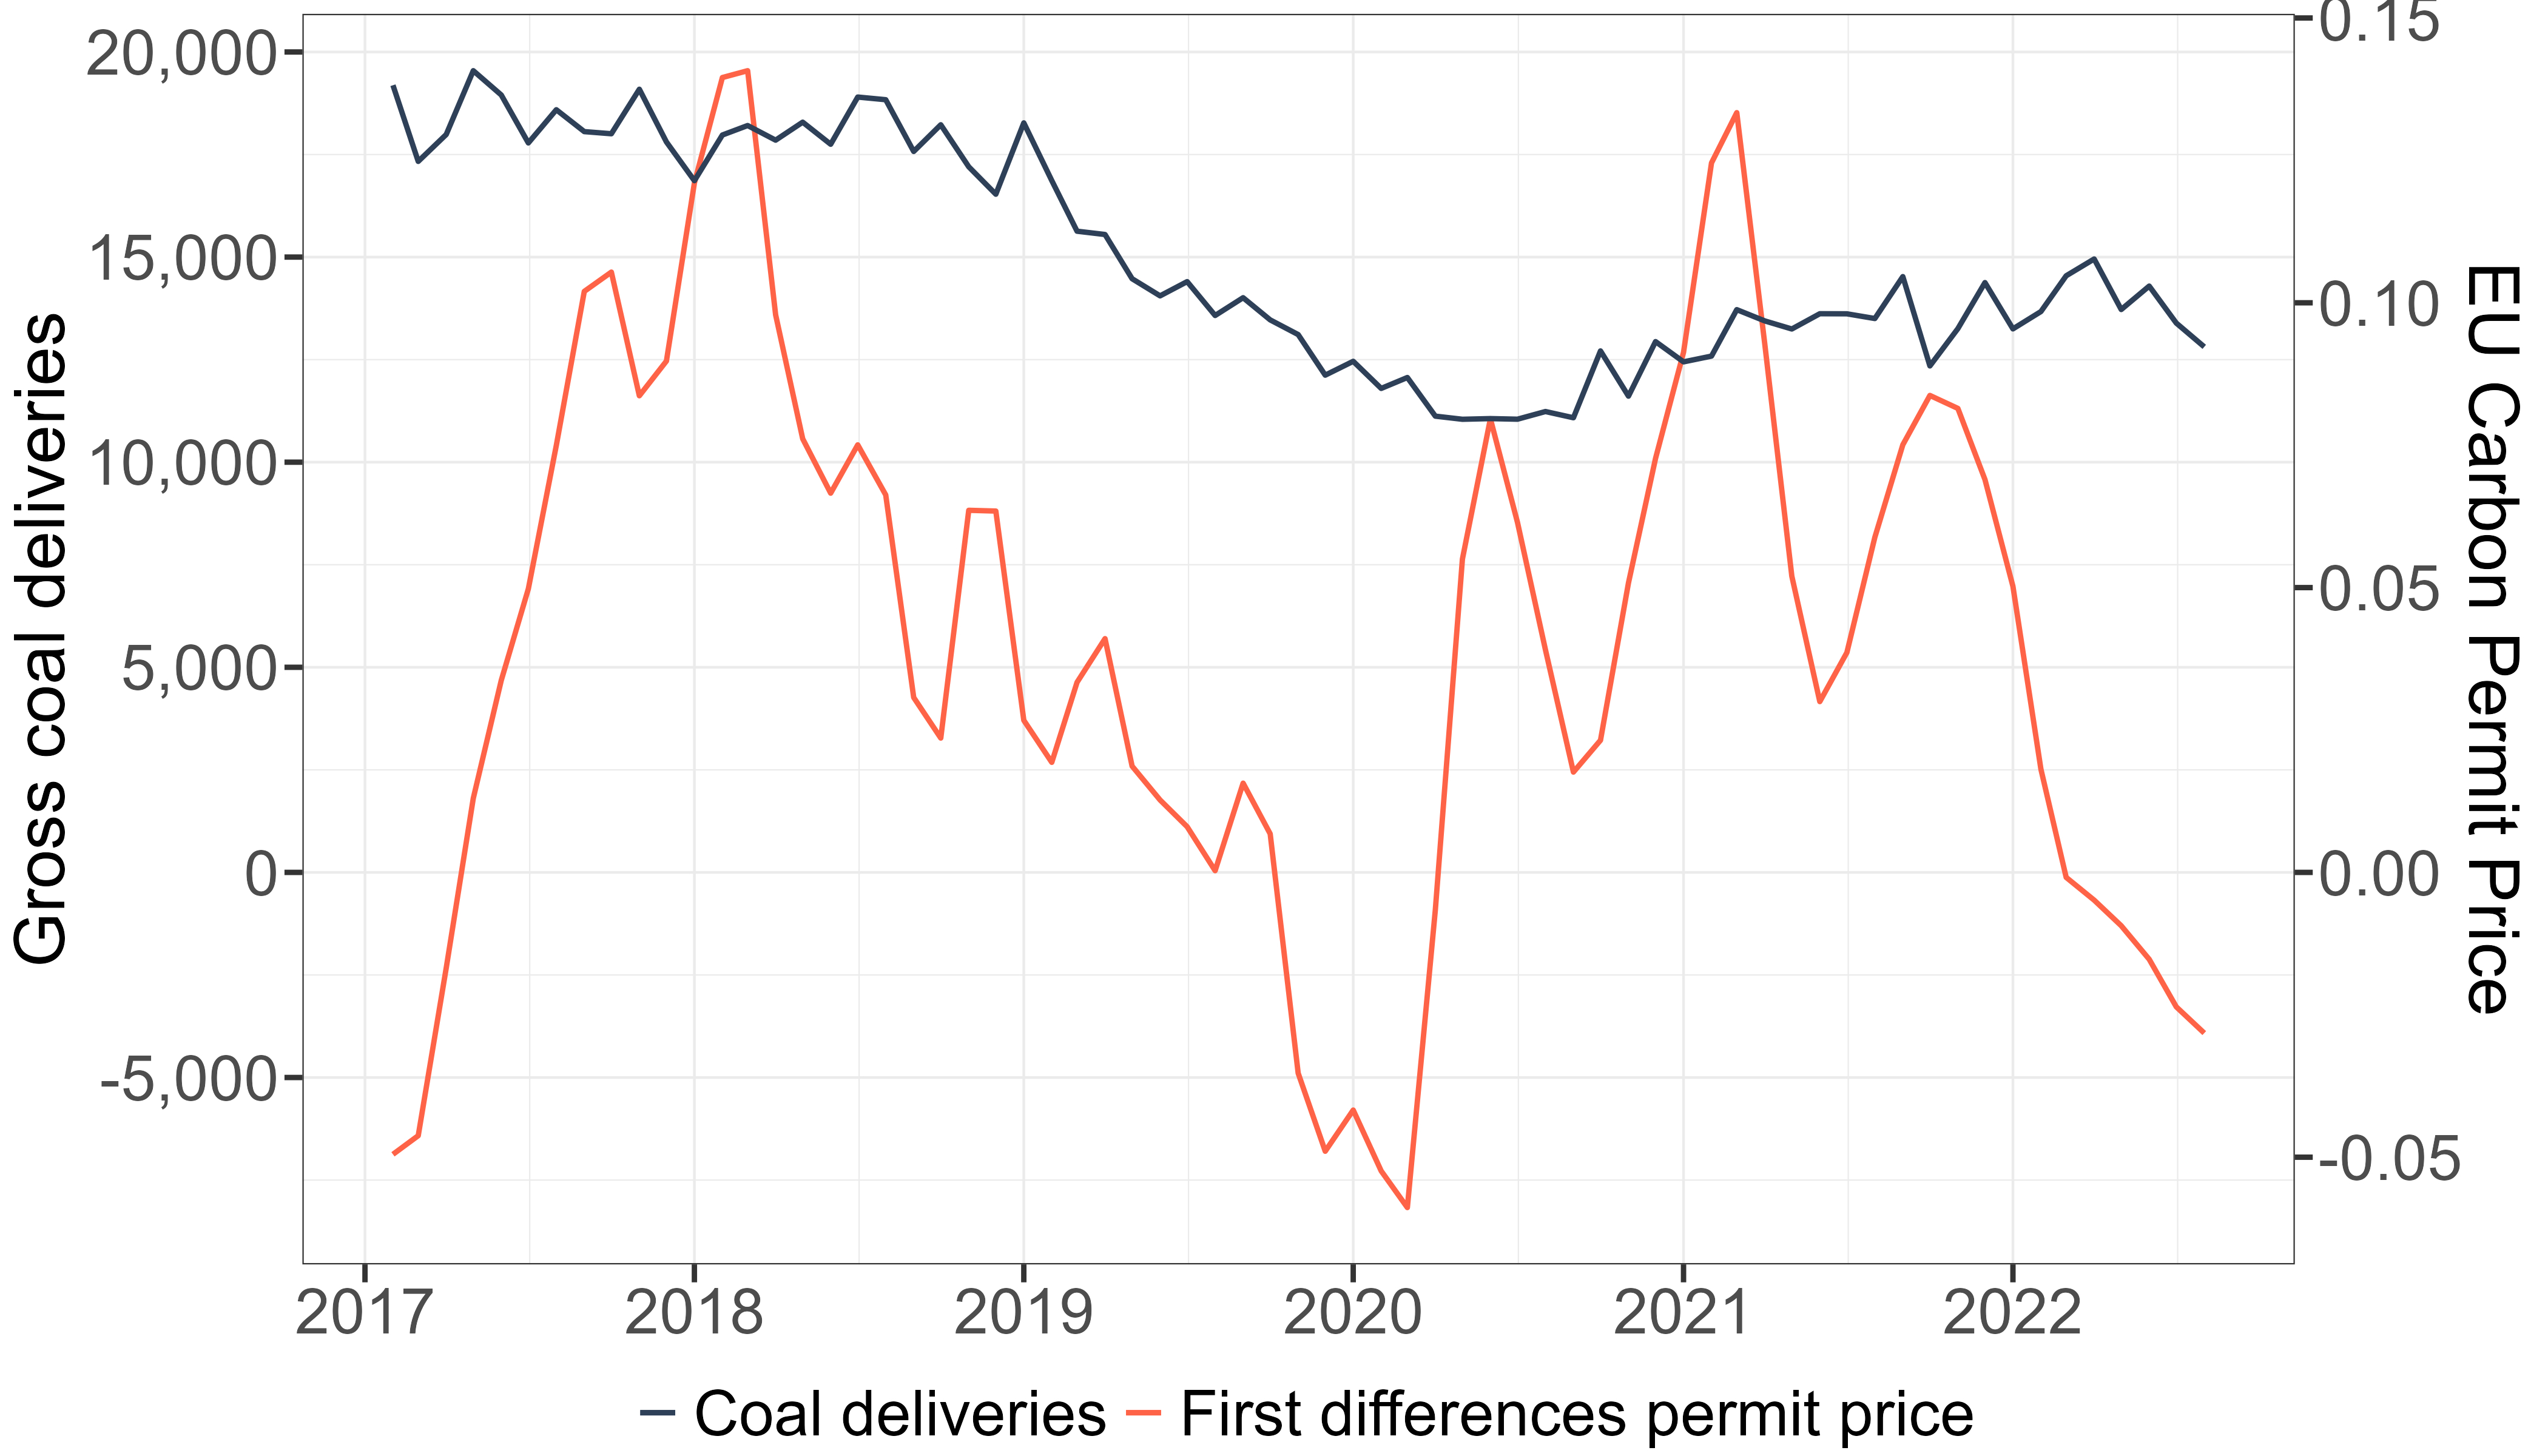 Gross coal deliveries
20,000
15,000
10,000
5,000
0
-5,000
0.15
0.10
0.05
0.00
-0.05
EU Carbon Permit Price
2017 2018 2019 2020 2021 2022
Coal deliveries First differences permit price